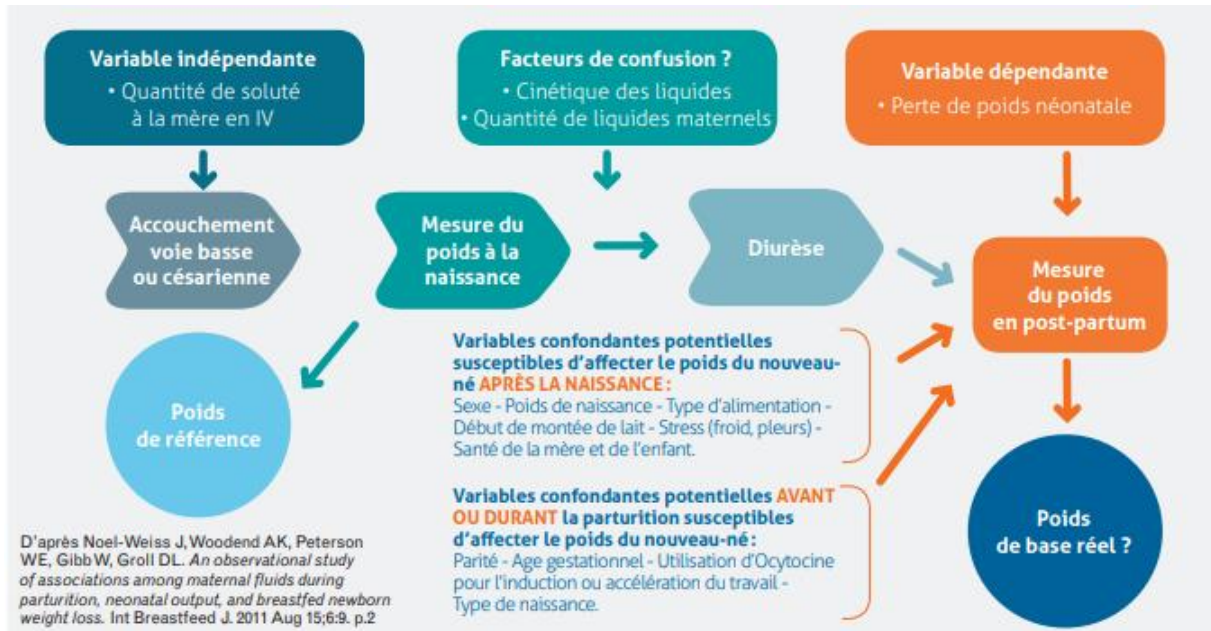 Variable indépendante
• Quantité de soluté
à la mère en IV
Facteurs de confusion ?
• Cinétique des liquides
• Quantité de liquides maternels
Variable dépendante
• Perte de poids néonatale
Accouchement
voie basse
ou césarienne
Mesure du
poids à la
naissance
Diurèse
Mesure
du poids
en post-partum
Poids
de référence
Variables confondantes potentielles
susceptibles d'affecter le poids du nouveau-
né APRÈS LA NAISSANCE :
Sexe - Poids de naissance - Type d'alimentation -
Début de montée de lait - Stress (froid, pleurs) -
Santé de la mère et de l'enfant.
Variables confondantes potentielles AVANT
OU DURANT la parturition susceptibles
d'affecter le poids du nouveau-né :
Parité - Age gestationnel - Utilisation d'Ocytocine
pour l'induction ou accélération du travail -
Type de naissance.
Poids
de base réel ?
D'après Noel-Weiss J, Woodend AK, Peterson
WE, Gibb W, Groll DL. An observational study
of associations among maternal fluids during
parturition, neonatal output, and breastfed newborn
weight loss. Int Breastfeed J. 2011 Aug 15;6:9. p.2